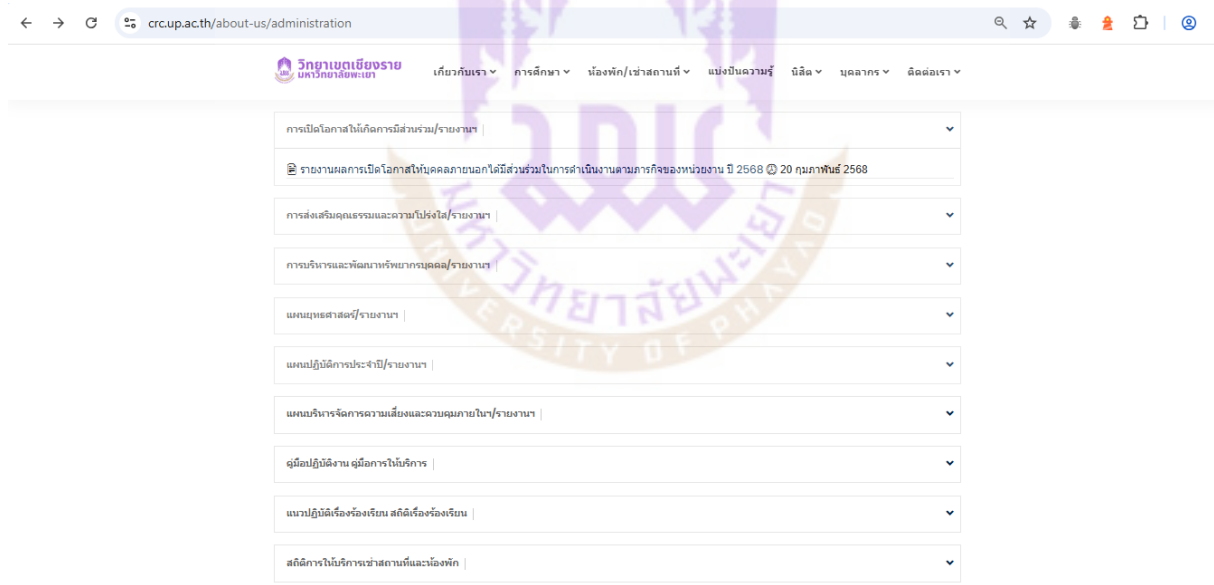 crc.up.ac.th/about-us/administration
วิทยาเขตเชียงราย
มหาวิทยาลัยพะเยา
เกี่ยวกับเรา การศึกษา ห้องพัก/เช่าสถานที่ แบ่งปันความรู้ นิสิต บุคลากร ติดต่อเรา
การเปิดโอกาสให้เกิดการมีส่วนร่วม/รายงานฯ
รายงานผลการเปิดโอกาสให้บุคคลภายนอกได้มีส่วนร่วมในการดำเนินงานตามภารกิจของหน่วยงาน ปี 2568 20 กุมภาพันธ์ 2568
การส่งเสริมคุณธรรมและความโปร่งใส/รายงานฯ
การบริหารและพัฒนาทรัพยากรบุคคล/รายงานฯ
แผนยุทธศาสตร์/รายงานฯ
แผนปฏิบัติการประจำปี/รายงานฯ
แผนบริหารจัดการความเสี่ยงและควบคุมภายในฯ/รายงานฯ
คู่มือปฏิบัติงาน คู่มือการให้บริการ
แนวปฏิบัติเรื่องร้องเรียน สถิติเรื่องร้องเรียน
สถิติการให้บริการเช่าสถานที่และห้องพัก
มหาวิทยาลัยพะเยา
UNIVERSITY OF PHAYAO